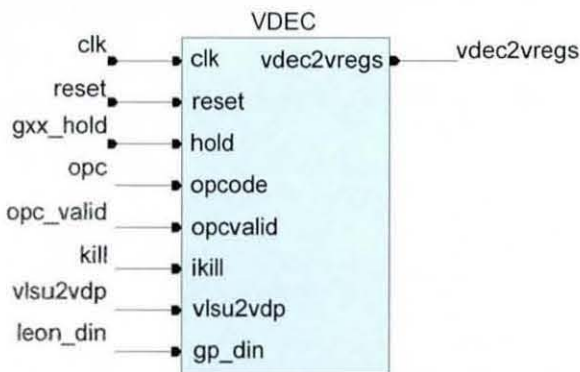 VDEC
clk clk vdec2vregs vdec2vregs
reset reset
gxx_hold hold
opc opcode
opc_valid opcvalid
kill ikill
vlsu2vdp vlsu2vdp
leon_din gp_din